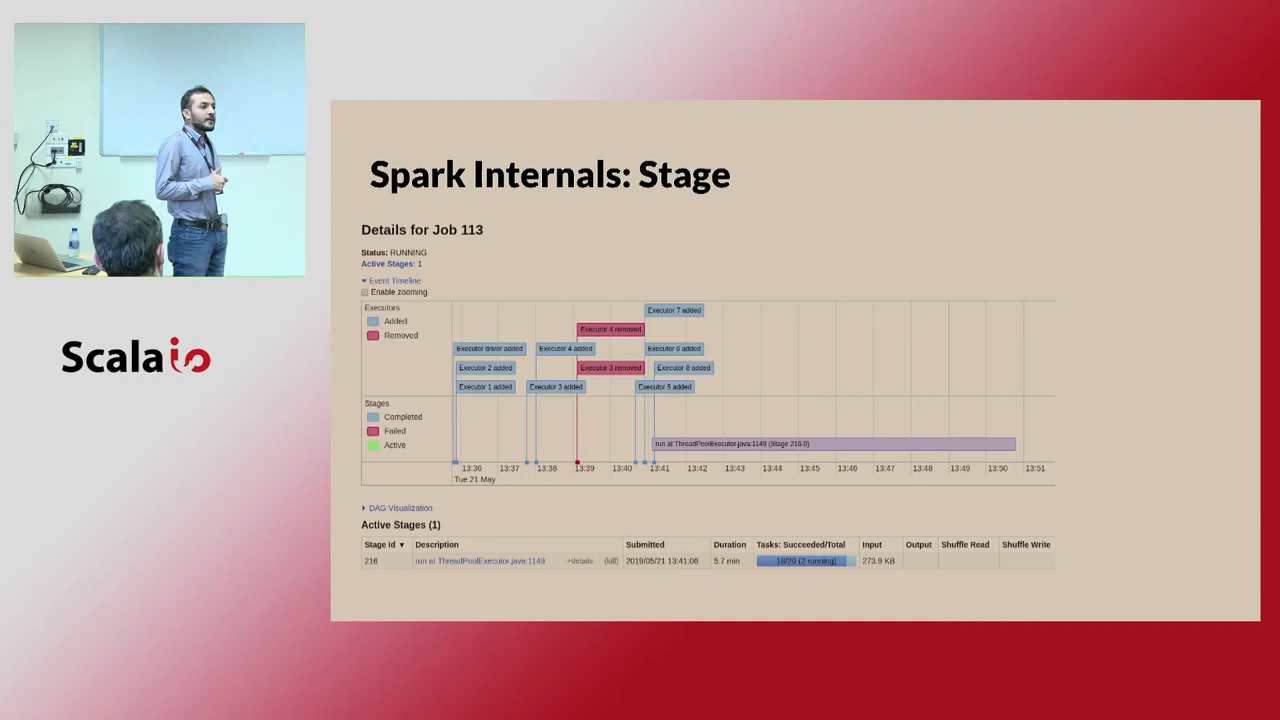 Spark Internals: Stage
Details for Job 113
Status: RUNNING
Active Stages: 1
Event Timeline
Enable zooming
Executors
Added
Removed
Executor 7 added
Executor 4 removed
Executor driver added
Executor 4 added
Executor 6 added
Executor 2 added
Executor 3 removed
Executor 8 added
Executor 1 added
Executor 3 added
Executor 5 added
Stages
Completed
Failed
Active
run at ThreadPoolExecutor.java:1149 (Stage 216.0)
13:36 13:37 13:38 13:39 13:40 13:41 13:42 13:43 13:44 13:45 13:46 13:47 13:48 13:49 13:50 13:51
Tue 21 May
DAG Visualization
Active Stages (1)
Stage Id ▾ Description Submitted Duration Tasks: Succeeded/Total Input Output Shuffle Read Shuffle Write
216 run at ThreadPoolExecutor.java:1149 +details (kill) 2019/05/21 13:41:06 5.7 min 18/20 (2 running) 273.9 KB
Scala io